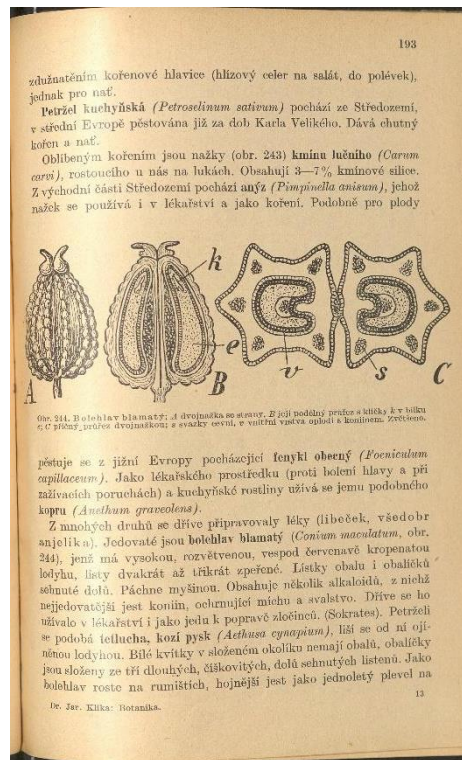 193
zdužnatěním kořenové hlavice (hlízový celer na salát, do polévek),
jednak pro nať.
Petržel kuchyňská (Petroselinum sativum) pochází ze Středozemí,
v střední Evropě pěstována již za dob Karla Velikého. Dává chutný
kořen a nať.
Oblíbeným kořením jsou nažky (obr. 243) kmínu lučního (Carum
carvi), rostoucího u nás na lukách. Obsahují 3—7% kmínové silice.
Z východní části Středozemí pochází anýz (Pimpinella anisum), jehož
nažek se používá i v lékařství a jako koření. Podobně pro plody
k
e
v
s
A
B
C
Obr. 244. Bolehlav blamatý; A dvojnažka se strany, B její podélný průřez s klíčky k v bílku
e; C příčný průřez dvojnažkou; s svazky cevní, v vnitřní vrstva oplodí s koniinem. Zvětšeno.
pěstuje se z jižní Evropy pocházející fenykl obecný (Foeniculum
capillaceum). Jako lékařského prostředku (proti bolení hlavy a při
zažívacích poruchách) a kuchyňské rostliny užívá se jemu podobného
kopru (Anethum graveolens).
Z mnohých druhů se dříve připravovaly léky (libeček, všedobr
anjelika). Jedovaté jsou bolehlav blamatý (Conium maculatum, obr.
244), jenž má vysokou, rozvětvenou, vespod červenavě kropenatou
lodyhu, listy dvakrát až třikrát zpeřené. Lístky obalu i obalíčků
sehnuté dolů. Páchne myšinou. Obsahuje několik alkaloidů, z nichž
nejjedovatější jest koniin, ochrnující míchu a svalstvo. Dříve se ho
užívalo v lékařství i jako jedu k popravě zločinců. (Sokrates). Petrželi
se podobá tetlucha, kozí pysk (Aethusa cynapium), liší se od ní ojí-
něnou lodyhou. Bílé kvítky v složeném okolíku nemají obalů, obalíčky
jsou složeny ze tří dlouhých, číškovitých, dolů sehnutých listenů. Jako
bolehlav roste na rumištích, hojnější jest jako jednoletý plevel na
Dr. Jar. Klika: Botanika.
13